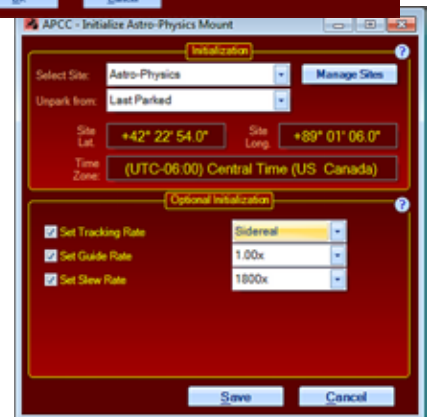 APCC - Initialize Astro-Physics Mount
Initialization
?
Select Site: Astro-Physics Manage Sites
Unpark from: Last Parked
Site Lat. +42° 22' 54.0" Site Long. +89° 01' 06.0"
Time Zone: (UTC-06:00) Central Time (US Canada)
Optional Initialization
?
Set Tracking Rate Sidereal
Set Guide Rate 1.00x
Set Slew Rate 1800x
Save Cancel